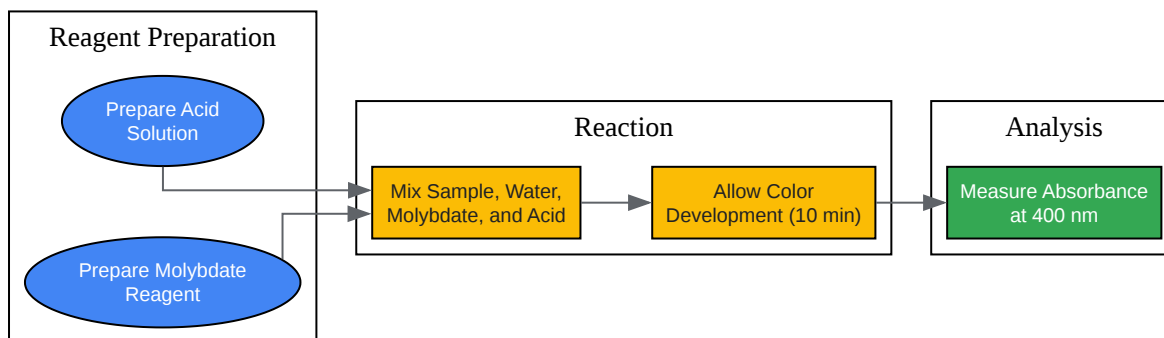 Reagent Preparation
Prepare Acid
Solution
Prepare Molybdate
Reagent
Reaction
Mix Sample, Water,
Molybdate, and Acid
Allow Color
Development (10 min)
Analysis
Measure Absorbance
at 400 nm